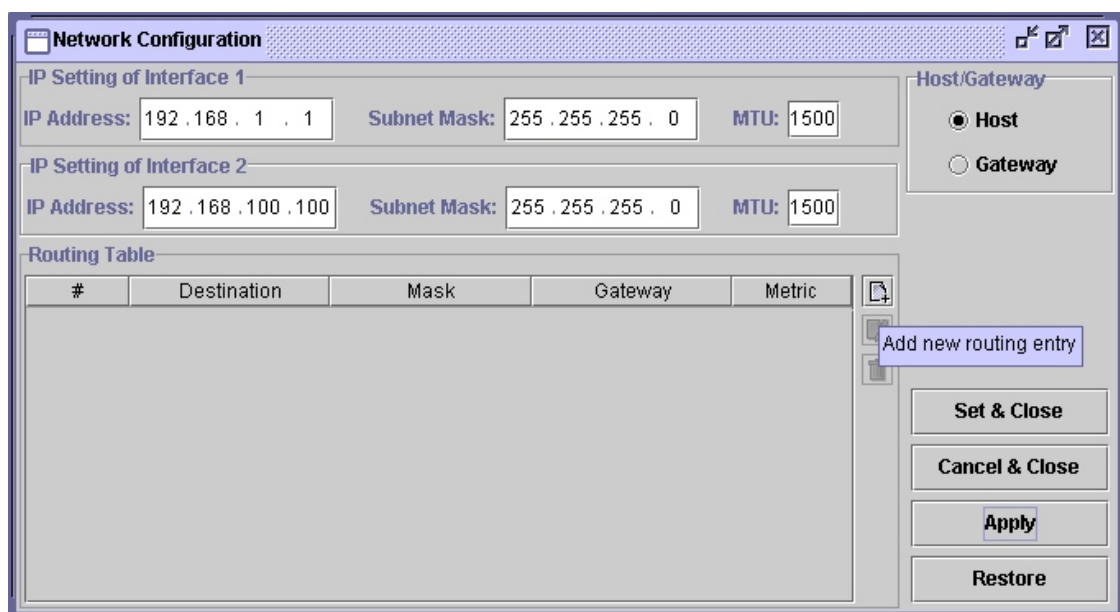 Network Configuration
IP Setting of Interface 1
IP Address: 192 . 168 . 1 . 1 Subnet Mask: 255 . 255 . 255 . 0 MTU: 1500
IP Setting of Interface 2
IP Address: 192 . 168 . 100 . 100 Subnet Mask: 255 . 255 . 255 . 0 MTU: 1500
Host/Gateway
Host
Gateway
Routing Table
# Destination Mask Gateway Metric
Add new routing entry
Set & Close
Cancel & Close
Apply
Restore